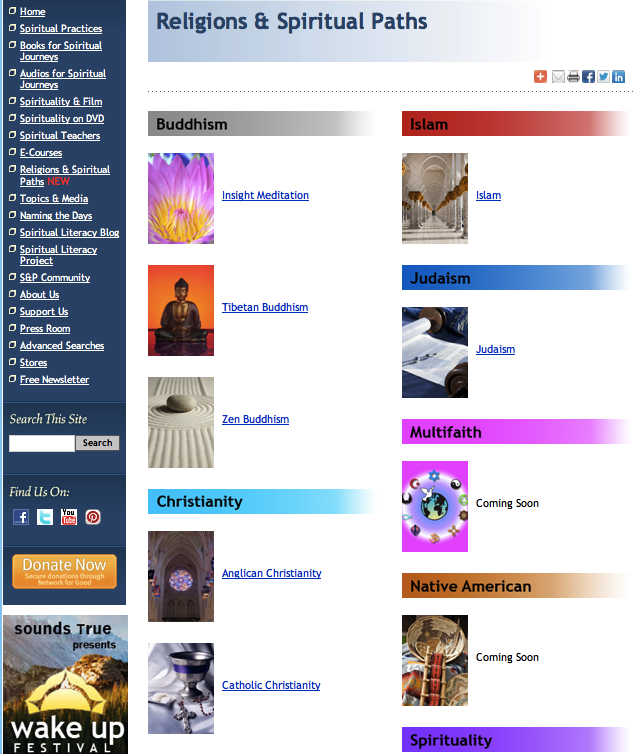 Home
Spiritual Practices
Books for Spiritual
Journeys
Audios for Spiritual
Journeys
Spirituality & Film
Spirituality on DVD
Spiritual Teachers
E-Courses
Religions & Spiritual
Paths NEW
Topics & Media
Naming the Days
Spiritual Literacy Blog
Spiritual Literacy
Project
S&P Community
About Us
Support Us
Press Room
Advanced Searches
Stores
Free Newsletter
Search This Site
Search
Find Us On:
You
Tube
Donate Now
Secure donations through
Network for Good
sounds True
presents
wake up
FESTIVAL
Religions & Spiritual Paths
Buddhism
Insight Meditation
Tibetan Buddhism
Zen Buddhism
Christianity
Anglican Christianity
Catholic Christianity
Islam
Islam
Judaism
Judaism
Multifaith
Coming Soon
Native American
Coming Soon
Spirituality